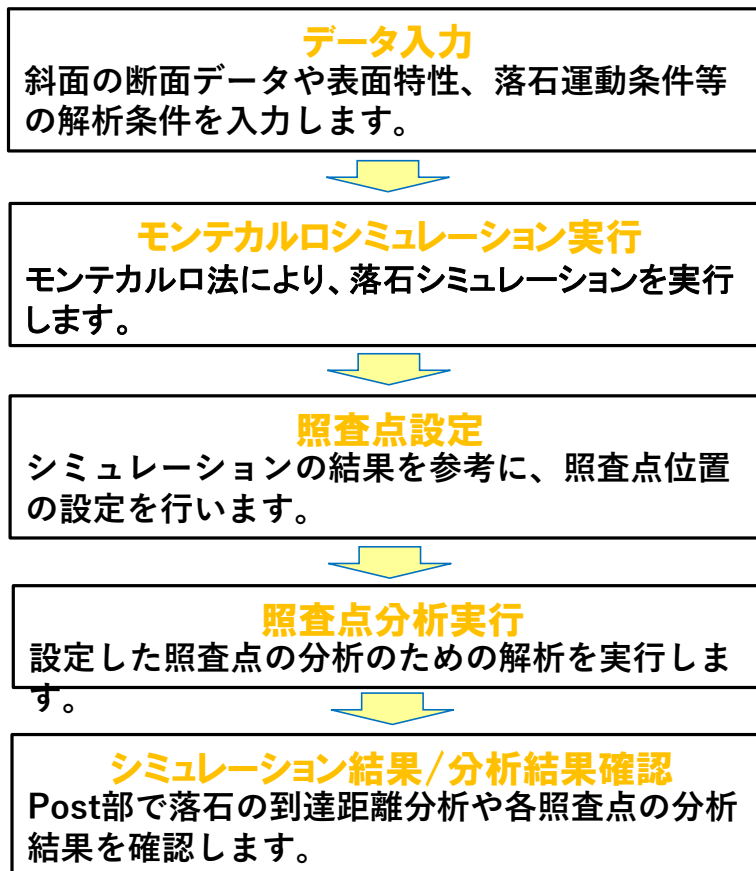 データ入力
斜面の断面データや表面特性、落石運動条件等
の解析条件を入力します。
モンテカルロシミュレーション実行
モンテカルロ法により、落石シミュレーションを実行
します。
照査点設定
シミュレーションの結果を参考に、照査点位置
の設定を行います。
照査点分析実行
設定した照査点の分析のための解析を実行しま
す。
シミュレーション結果/分析結果確認
Post部で落石の到達距離分析や各照査点の分析
結果を確認します。